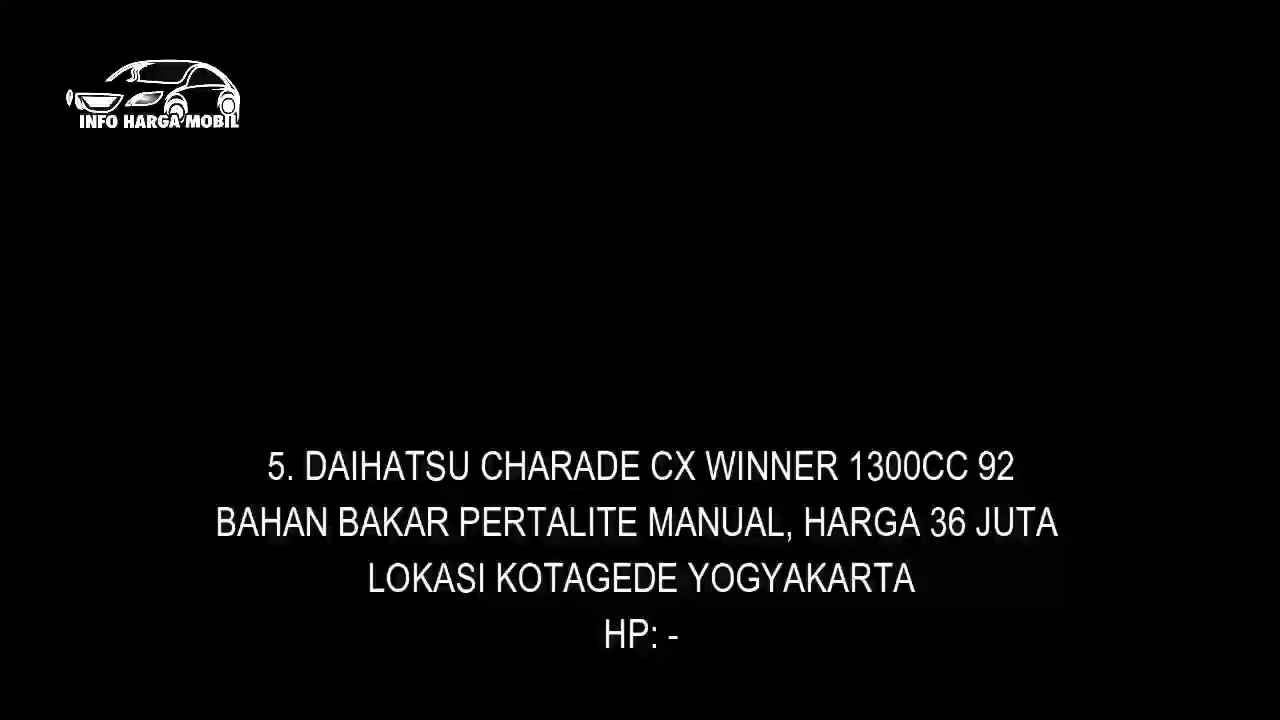 INFO HARGA MOBIL
5. DAIHATSU CHARADE CX WINNER 1300CC 92
BAHAN BAKAR PERTALITE MANUAL, HARGA 36 JUTA
LOKASI KOTAGEDE YOGYAKARTA
HP: -